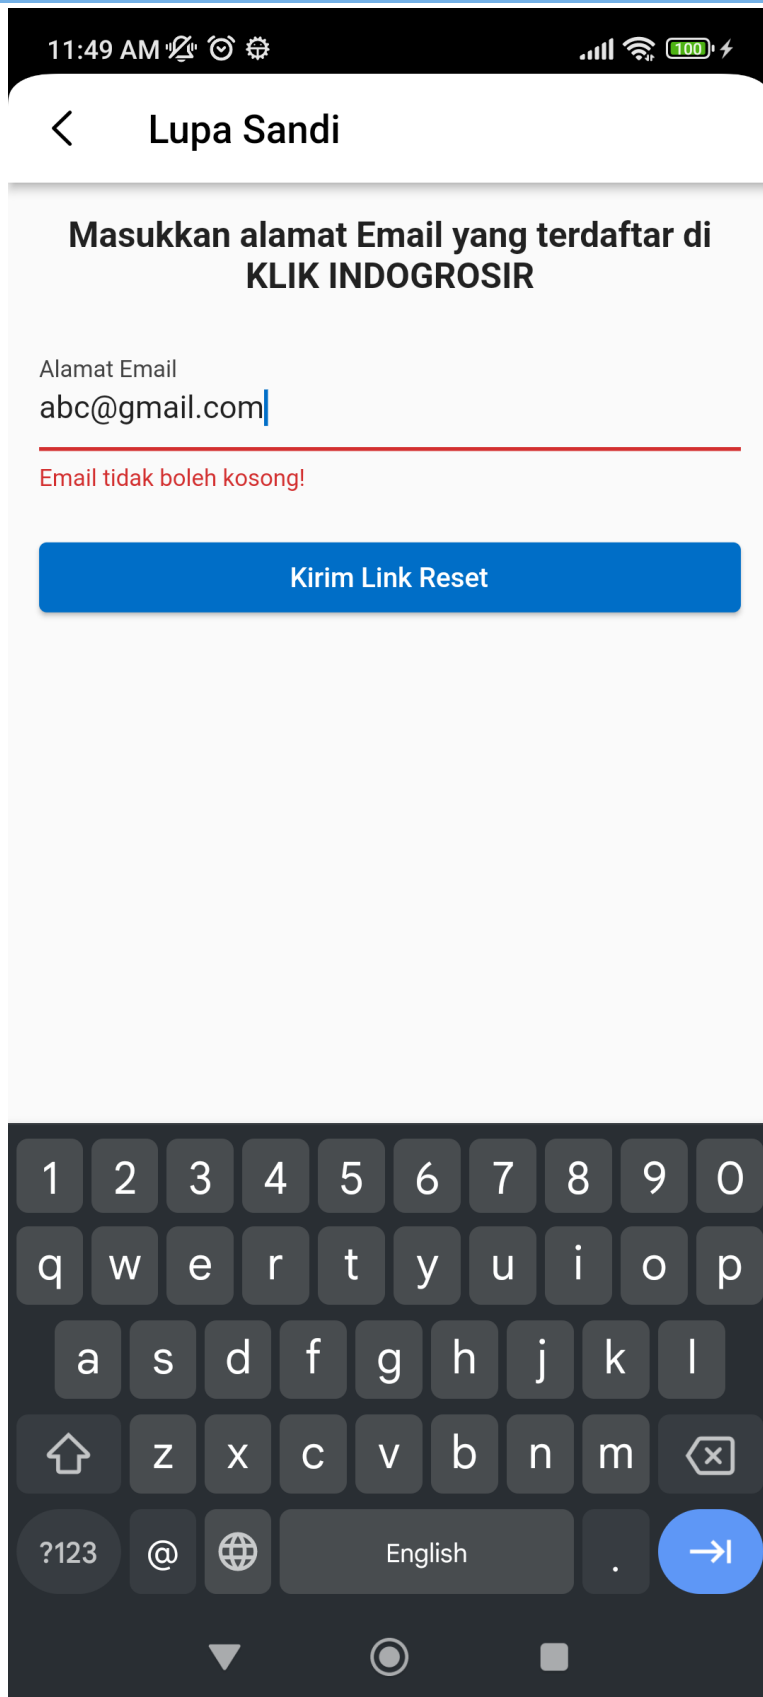 11:49 AM
100
Lupa Sandi
Masukkan alamat Email yang terdaftar di
KLIK INDOGROSIR
Alamat Email
abc@gmail.com
Email tidak boleh kosong!
Kirim Link Reset
1 2 3 4 5 6 7 8 9 0
q w e r t y u i o p
a s d f g h j k l
z x c v b n m
?123 @ English .